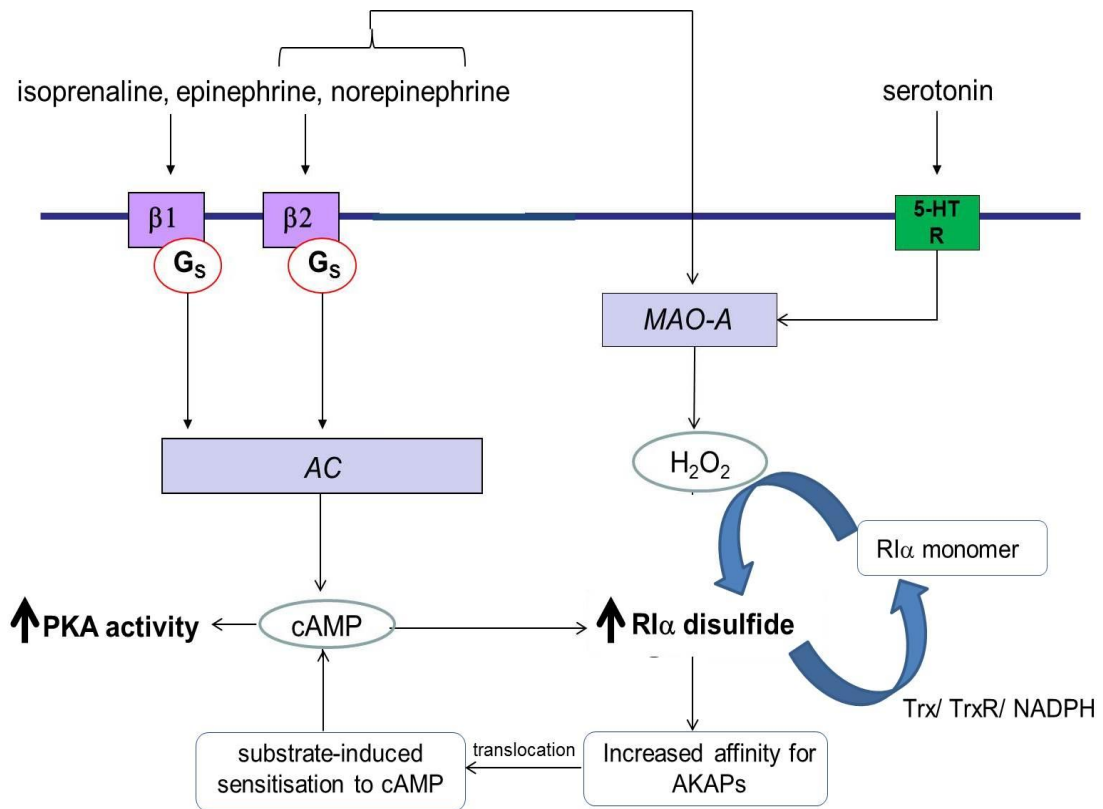 isoprenaline, epinephrine, norepinephrine
serotonin
β1
β2
5-HT
R
Gs
Gs
MAO-A
AC
H₂O₂
RIα monomer
PKA activity
cAMP
RIα disulfide
Trx/ TrxR/ NADPH
substrate-induced
sensitisation to cAMP
translocation
Increased affinity for
AKAPs